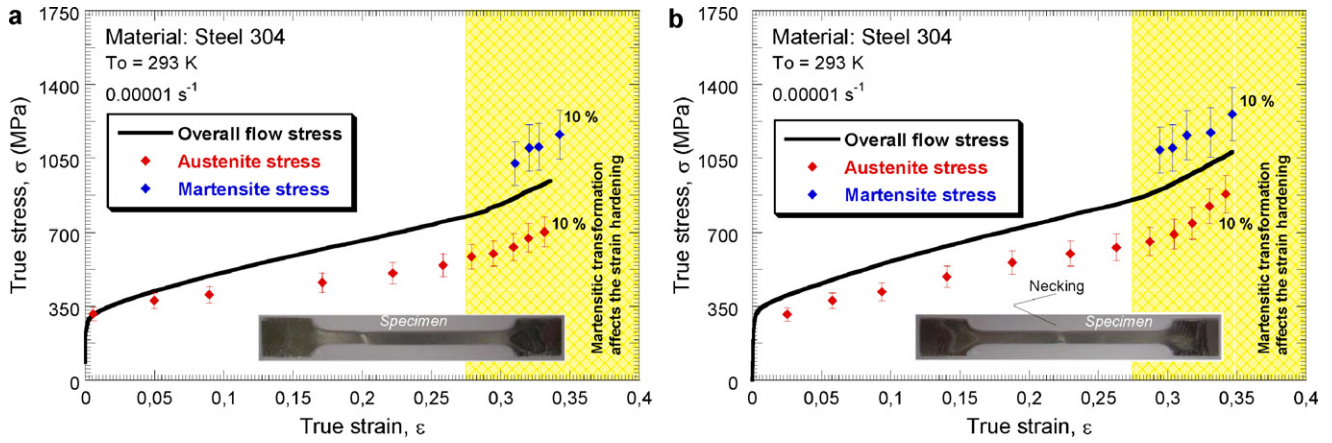 a
1750
1400
1050
700
350
0
True stress, σ (MPa)
Material: Steel 304
To = 293 K
0.00001 s⁻¹
Overall flow stress
Austenite stress
Martensite stress
10 %
10 %
Martensitic transformation
affects the strain hardening
Specimen
0 0,05 0,1 0,15 0,2 0,25 0,3 0,35 0,4
True strain, ε
b
1750
1400
1050
700
350
0
True stress, σ (MPa)
Material: Steel 304
To = 293 K
0.00001 s⁻¹
Overall flow stress
Austenite stress
Martensite stress
10 %
10 %
Martensitic transformation
affects the strain hardening
Necking
Specimen
0 0,05 0,1 0,15 0,2 0,25 0,3 0,35 0,4
True strain, ε